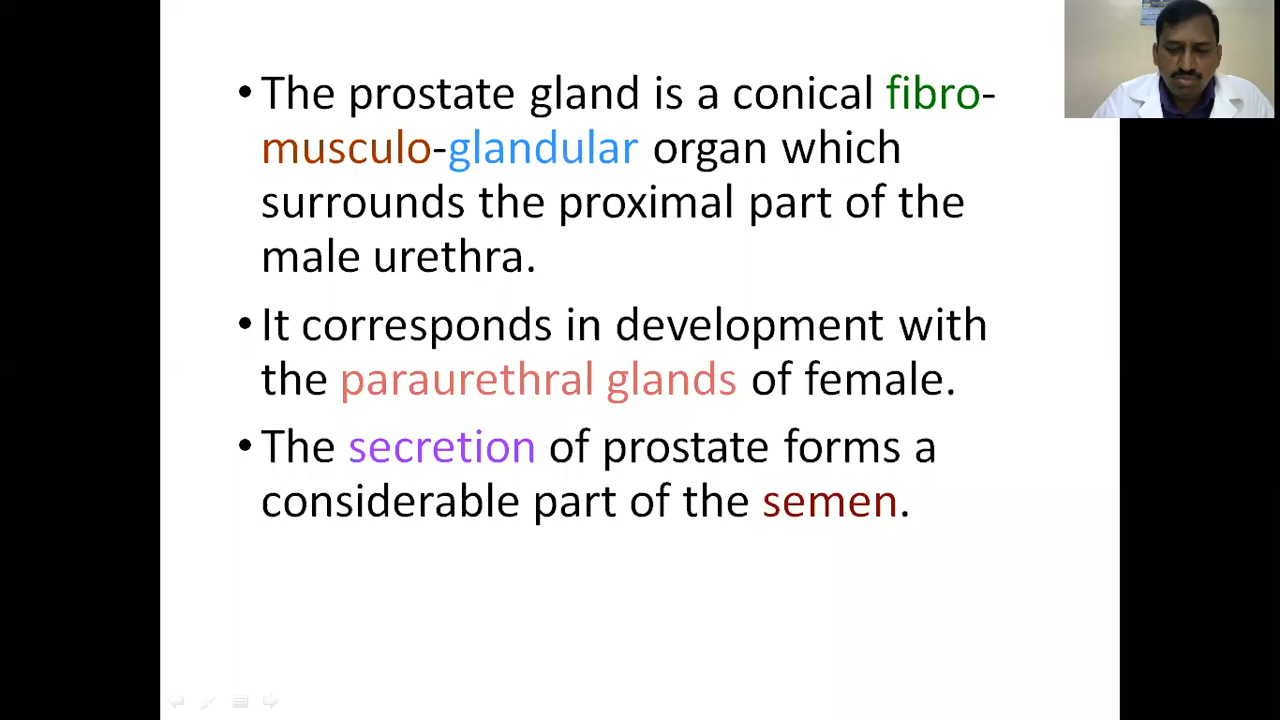 • The prostate gland is a conical fibro-
musculo-glandular organ which
surrounds the proximal part of the
male urethra.
• It corresponds in development with
the paraurethral glands of female.
• The secretion of prostate forms a
considerable part of the semen.